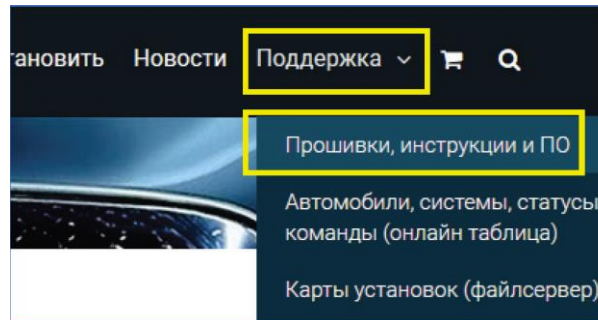 тановить Новости Поддержка
Прошивки, инструкции и ПО
Автомобили, системы, статусы
команды (онлайн таблица)
Карты установок (файлсервер)